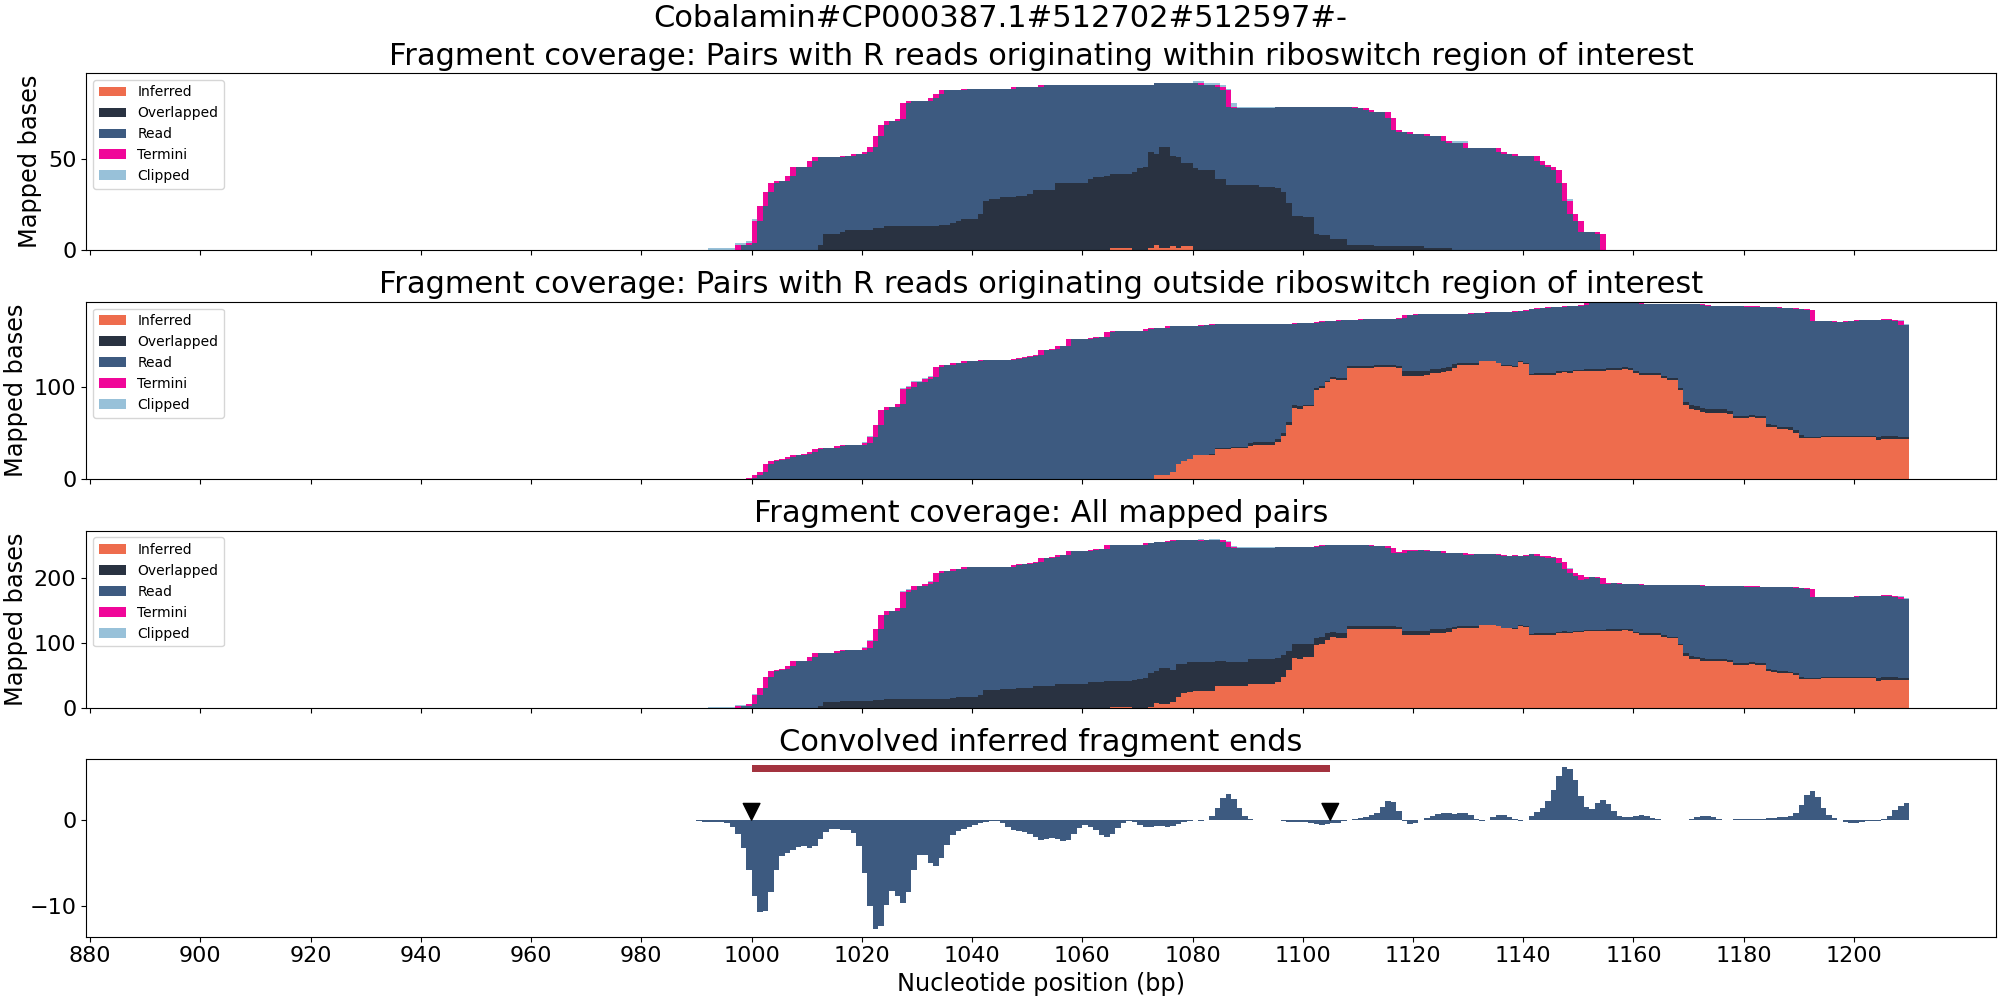 Cobalamin#CP000387.1#512702#512597#-
Fragment coverage: Pairs with R reads originating within riboswitch region of interest
Mapped bases
50
0
Inferred
Overlapped
Read
Termini
Clipped
Fragment coverage: Pairs with R reads originating outside riboswitch region of interest
Mapped bases
100
0
Inferred
Overlapped
Read
Termini
Clipped
Fragment coverage: All mapped pairs
Mapped bases
200
100
0
Inferred
Overlapped
Read
Termini
Clipped
Convolved inferred fragment ends
0
−10
880 900 920 940 960 980 1000 1020 1040 1060 1080 1100 1120 1140 1160 1180 1200
Nucleotide position (bp)